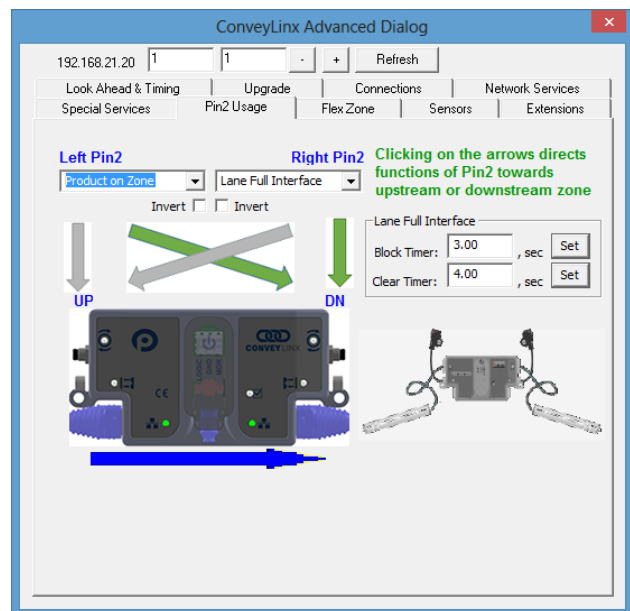 ConveyLinx Advanced Dialog
192.168.21.20 1 1 - + Refresh
Look Ahead & Timing Upgrade Connections Network Services
Special Services Pin2 Usage Flex Zone Sensors Extensions
Left Pin2 Right Pin2
Product on Zone Lane Full Interface
Invert Invert
Clicking on the arrows directs
functions of Pin2 towards
upstream or downstream zone
Lane Full Interface
Block Timer: 3.00 , sec Set
Clear Timer: 4.00 , sec Set
UP DN
CONVEYLINX
LOGIC
GND
MDR
CE